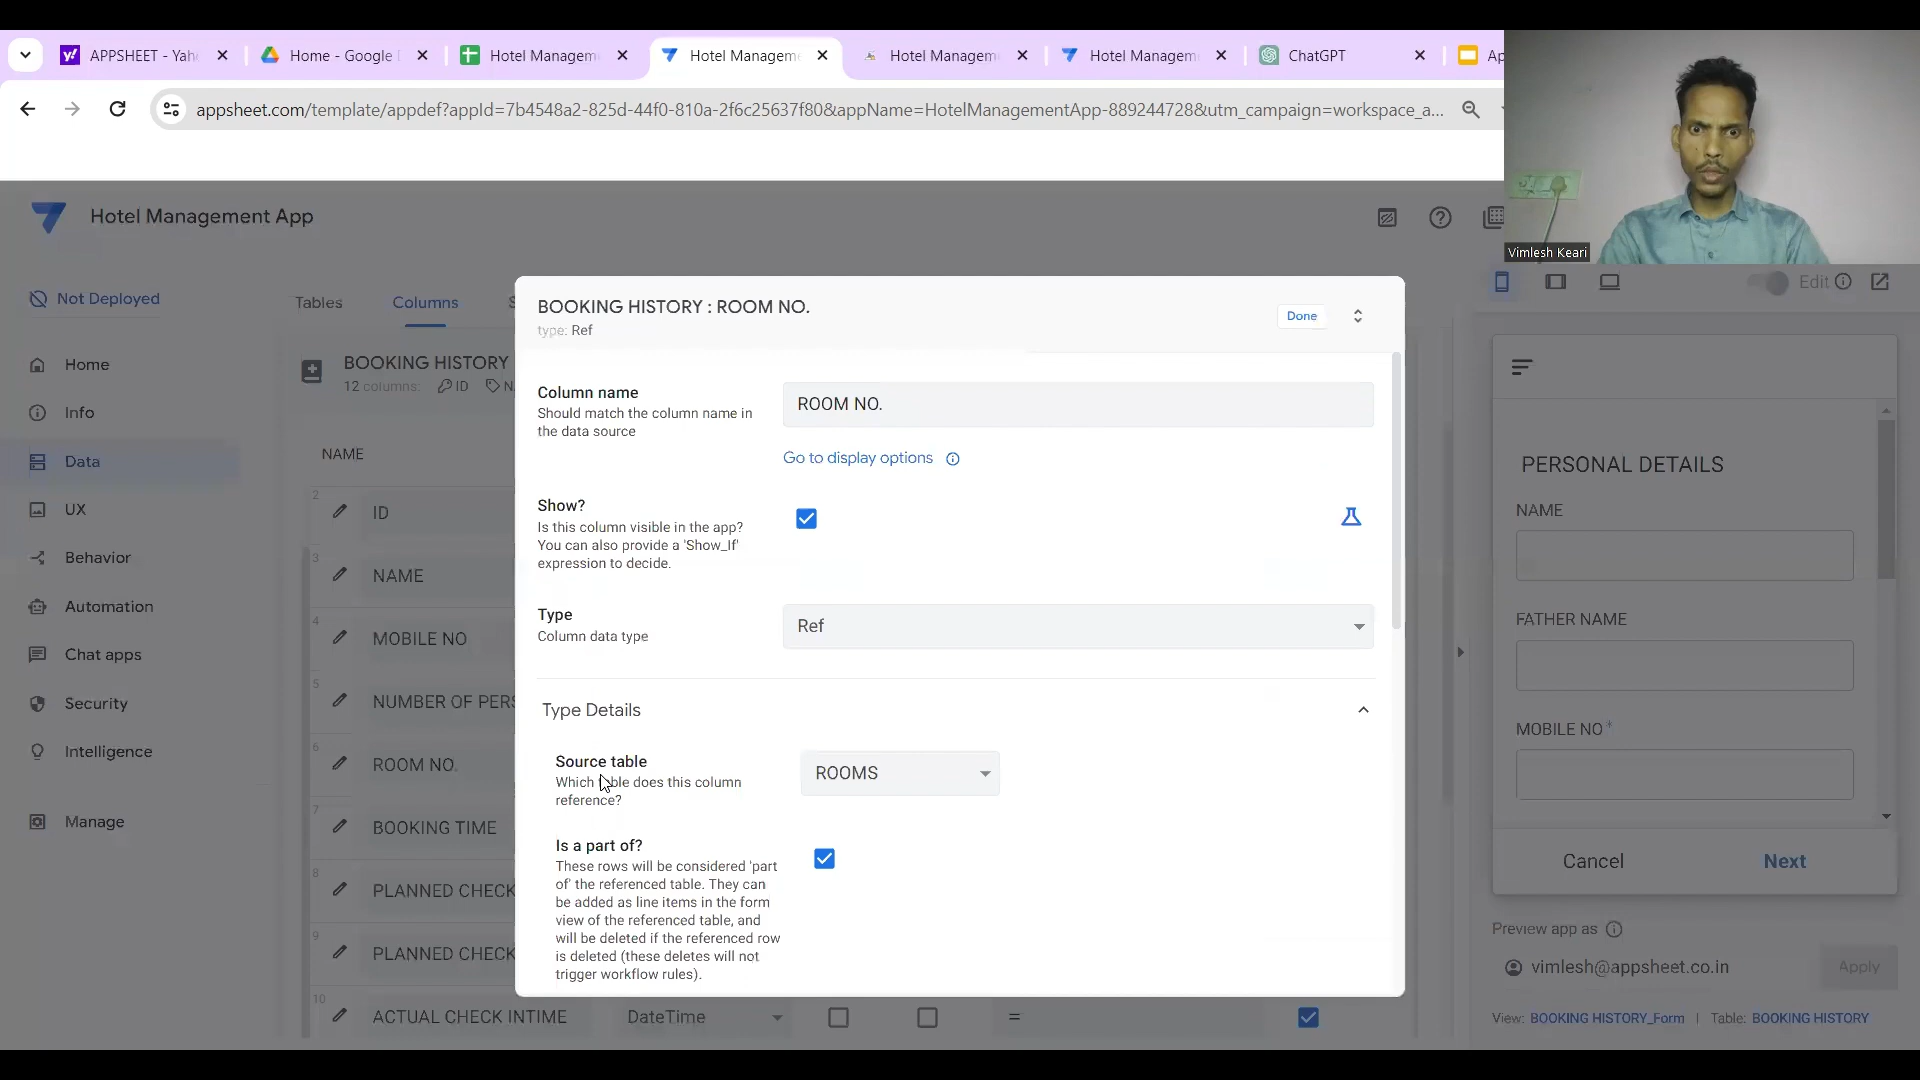 APPSHEET - Yah
Home - Google
Hotel Managem
Hotel Manageme
Hotel Managem
Hotel Managem
ChatGPT
Ap
appsheet.com/template/appdef?appId=7b4548a2-825d-44f0-810a-2f6c25637f80&appName=HotelManagementApp-889244728&utm_campaign=workspace_a...
Vimlesh Keari
Hotel Management App
Not Deployed
Home
Info
Data
UX
Behavior
Automation
Chat apps
Security
Intelligence
Manage
Tables
Columns
S
BOOKING HISTORY
12 columns:
ID
N
NAME
2
ID
3
NAME
4
MOBILE NO
5
NUMBER OF PERS
6
ROOM NO.
7
BOOKING TIME
8
PLANNED CHECK
9
PLANNED CHECK
10
ACTUAL CHECK INTIME
DateTime
=
BOOKING HISTORY : ROOM NO.
type: Ref
Done
Column name
Should match the column name in
the data source
ROOM NO.
Go to display options
Show?
Is this column visible in the app?
You can also provide a 'Show_If'
expression to decide.
Type
Column data type
Ref
Type Details
Source table
Which table does this column
reference?
ROOMS
Is a part of?
These rows will be considered 'part
of' the referenced table. They can
be added as line items in the form
view of the referenced table, and
will be deleted if the referenced row
is deleted (these deletes will not
trigger workflow rules).
Edit
PERSONAL DETAILS
NAME
FATHER NAME
MOBILE NO *
Cancel
Next
Preview app as
vimlesh@appsheet.co.in
Apply
View: BOOKING HISTORY_Form | Table: BOOKING HISTORY